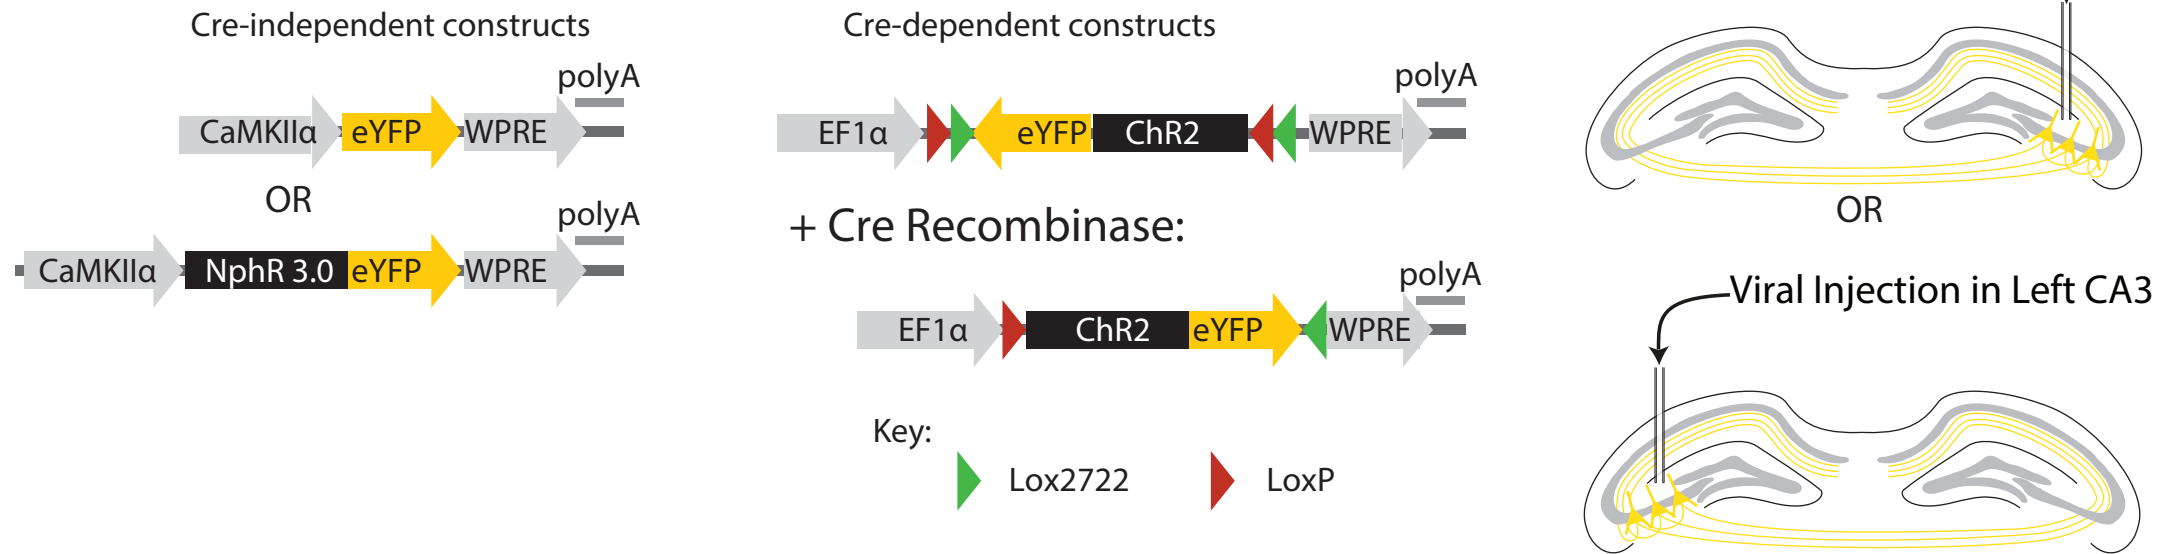 Cre-independent constructs
polyA
CaMKIIα eYFP WPRE
OR
polyA
CaMKIIα NphR 3.0 eYFP WPRE
Cre-dependent constructs
polyA
EF1α eYFP ChR2 WPRE
+ Cre Recombinase:
polyA
EF1α ChR2 eYFP WPRE
Key:
Lox2722 LoxP
OR
Viral Injection in Left CA3